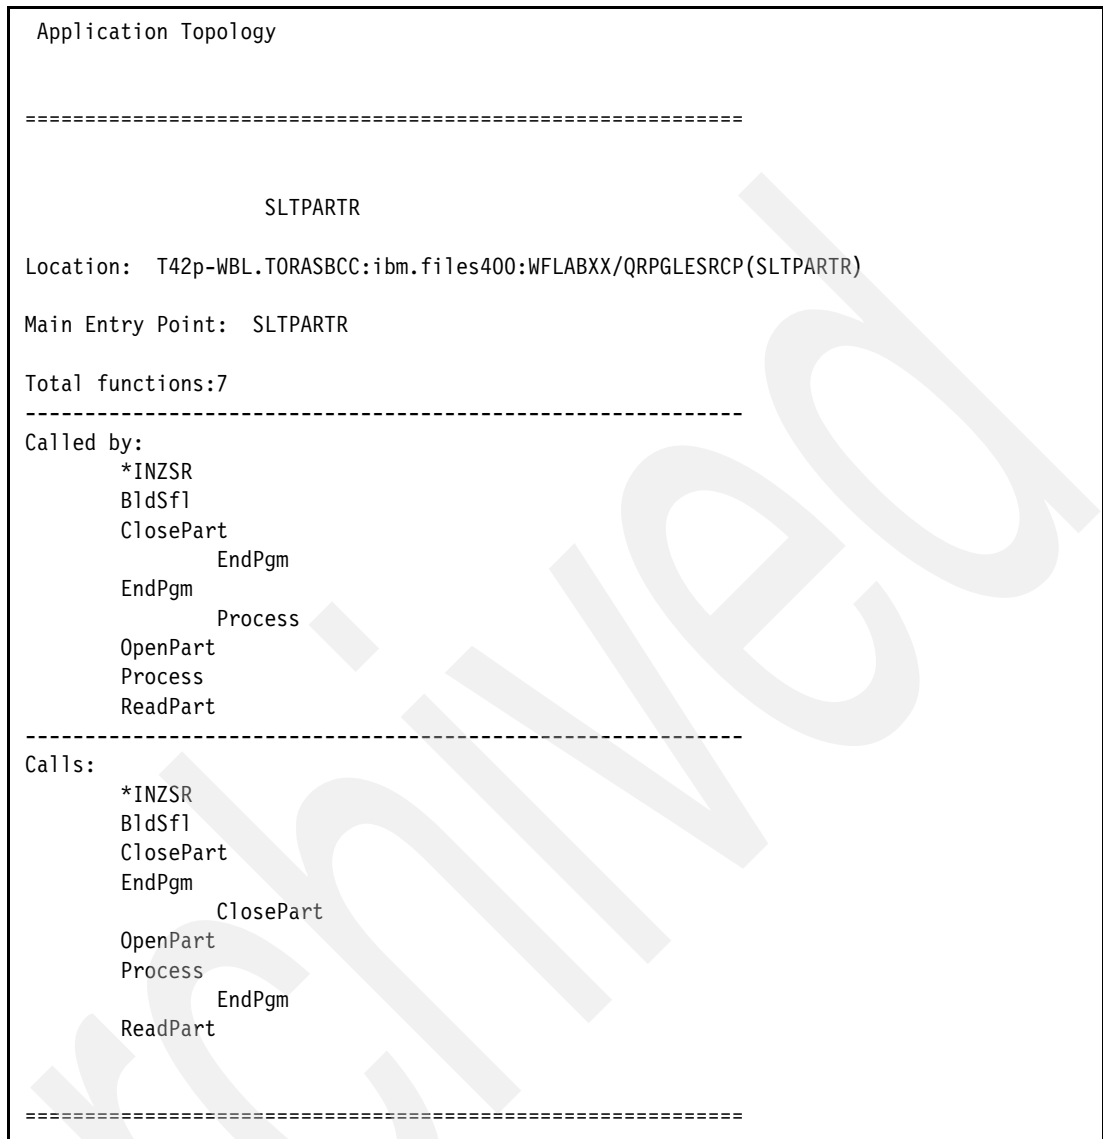 Application Topology
============================================================
SLTPARTR
Location:  T42p-WBL.TORASBCC:ibm.files400:WFLABXX/QRPGLESRCP(SLTPARTR)
Main Entry Point:  SLTPARTR
Total functions:7
------------------------------------------------------------
Called by:
*INZSR
BldSfl
ClosePart
EndPgm
EndPgm
Process
OpenPart
Process
ReadPart
------------------------------------------------------------
Calls:
*INZSR
BldSfl
ClosePart
EndPgm
ClosePart
OpenPart
Process
EndPgm
ReadPart
============================================================